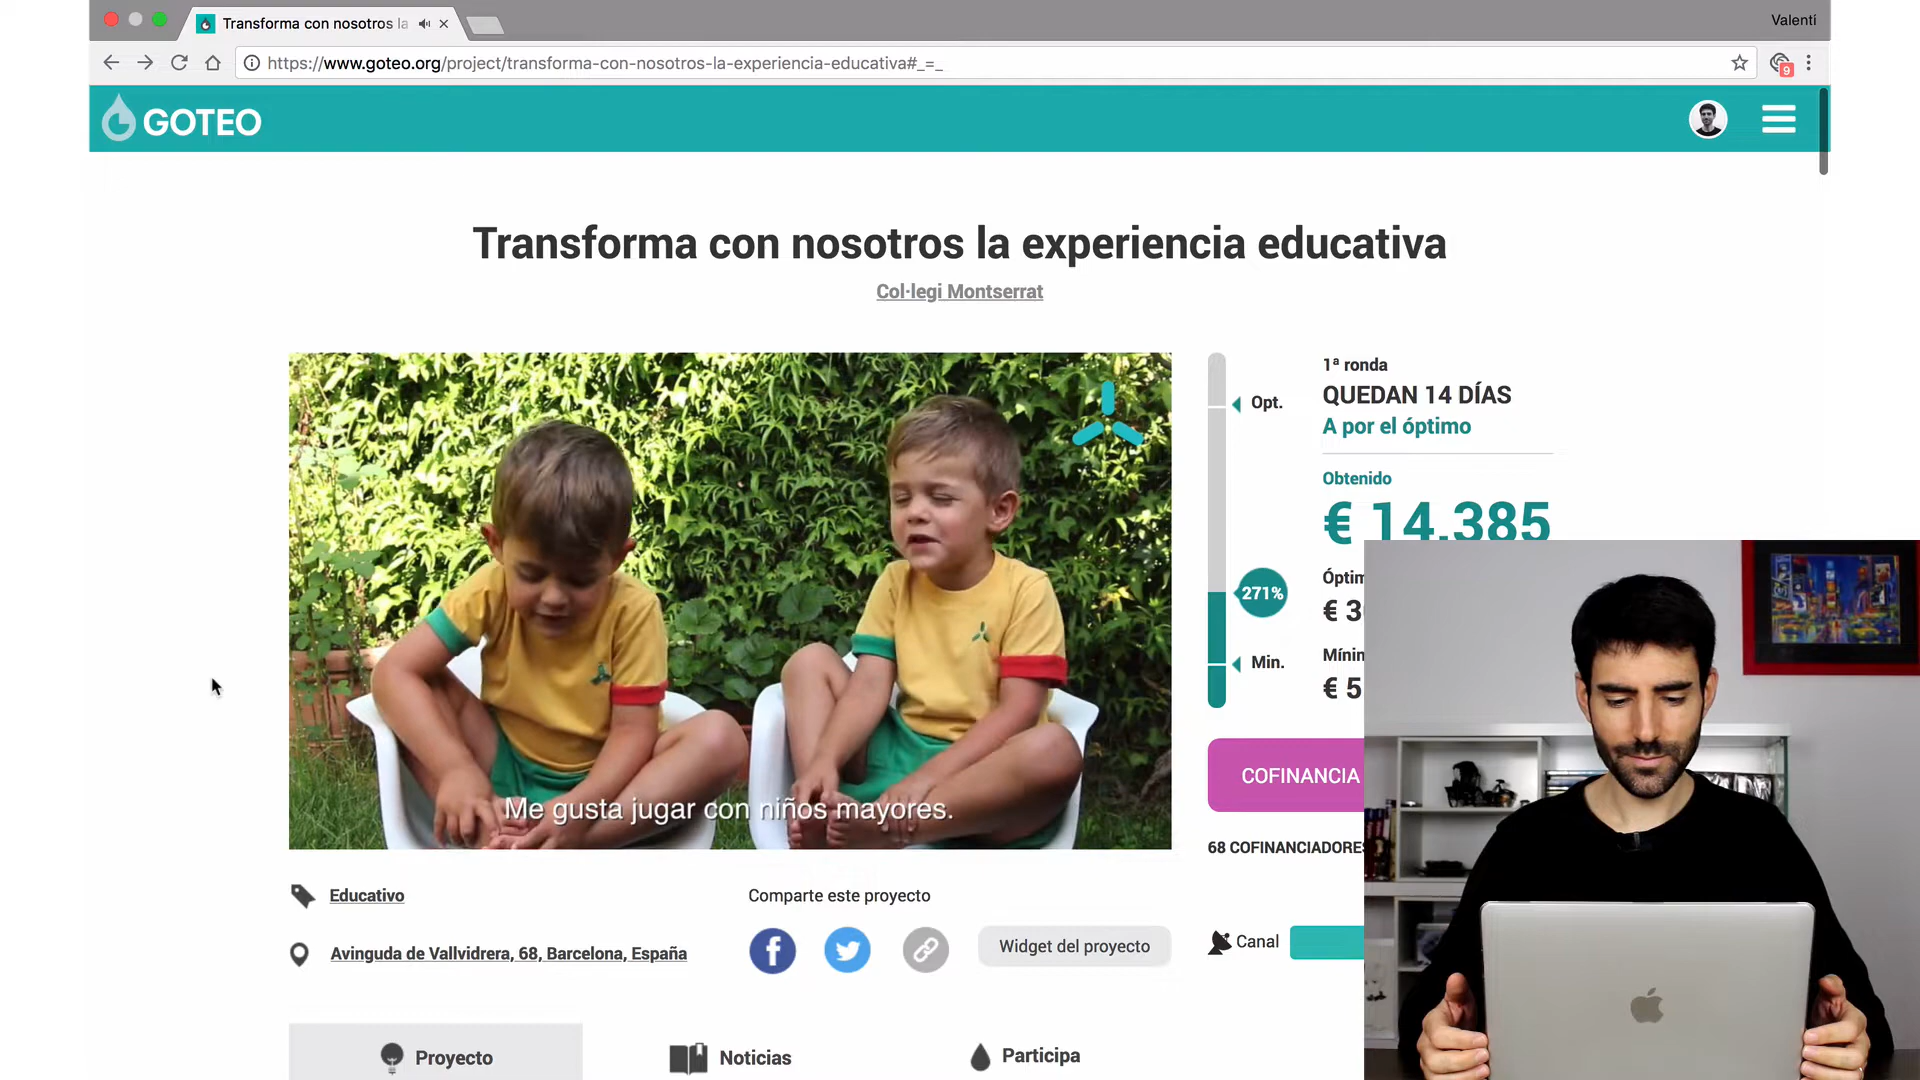 Transforma con nosotros la
Valentí
https://www.goteo.org/project/transforma-con-nosotros-la-experiencia-educativa#_=_
9
GOTEO
Transforma con nosotros la experiencia educativa
Col·legi Montserrat
1ª ronda
QUEDAN 14 DÍAS
Opt.
A por el óptimo
Obtenido
€ 14.385
271%
€ 3
Min.
€ 5
COFINANCIA
Me gusta jugar con niños mayores.
68 COFINANCIADORES
Educativo
Comparte este proyecto
Avinguda de Vallvidrera, 68, Barcelona, España
Widget del proyecto
Canal
Proyecto
Noticias
Participa